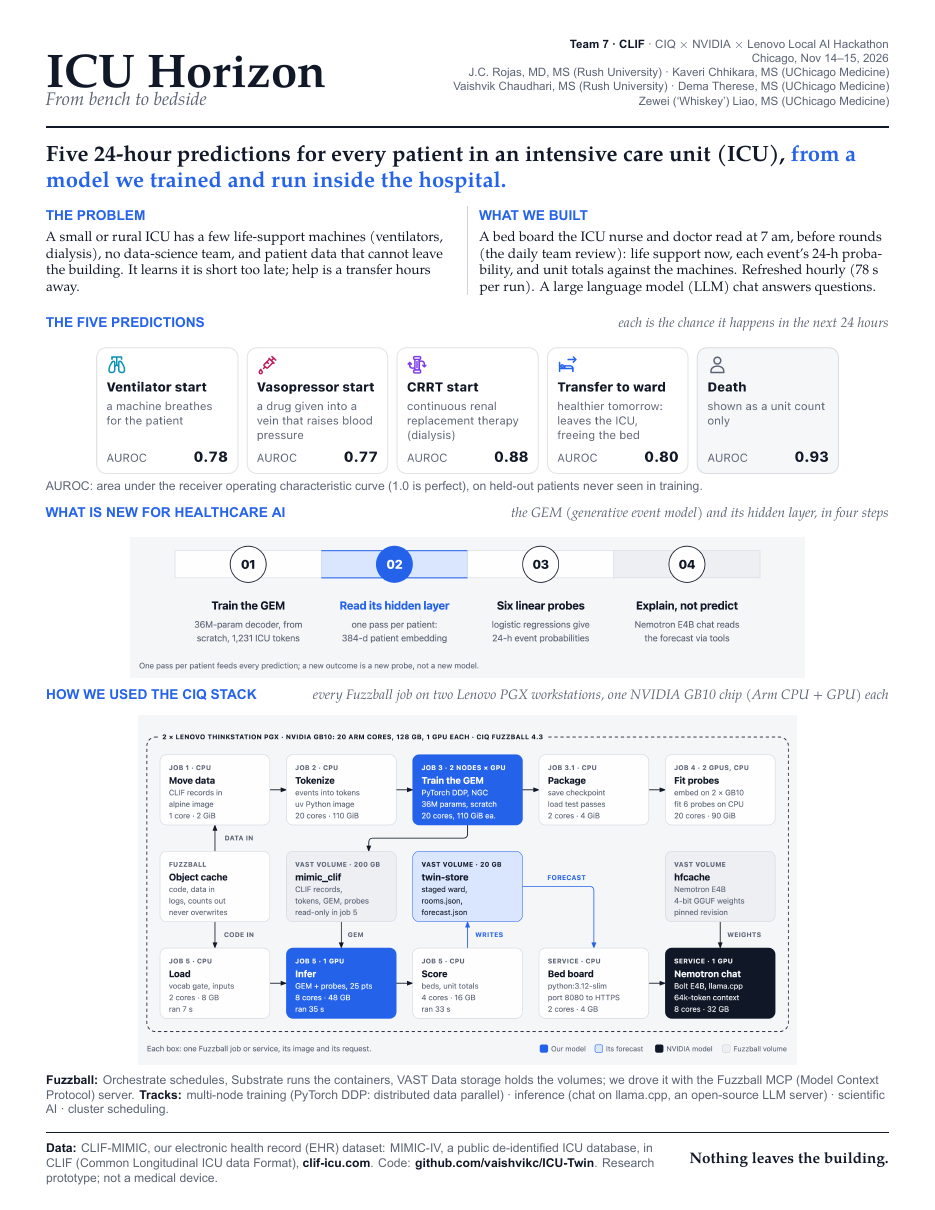 ICU Horizon
From bench to bedside
Team 7 · CLIF · CIQ × NVIDIA × Lenovo Local AI Hackathon
Chicago, Nov 14–15, 2026
J.C. Rojas, MD, MS (Rush University) · Kaveri Chhikara, MS (UChicago Medicine)
Vaishvik Chaudhari, MS (UChicago Medicine) · Dema Therese, MS (UChicago Medicine)
Zewei (‘Whiskey’) Liao, MS (UChicago Medicine)
Five 24-hour predictions for every patient in an intensive care unit (ICU), from a
model we trained and run inside the hospital.
THE PROBLEM
A small or rural ICU has a few life-support machines (ventilators,
dialysis), no data-science team, and patient data that cannot leave
the building. It learns it is short too late; help is a transfer hours
away.
WHAT WE BUILT
A bed board the ICU nurse and doctor read at 7 am, before rounds
(the daily team review): life support now, each event’s 24-h proba-
bility, and unit totals against the machines. Refreshed hourly (78 s
per run). A large language model (LLM) chat answers questions.
THE FIVE PREDICTIONS
each is the chance it happens in the next 24 hours
Ventilator start
a machine breathes
for the patient
AUROC 0.78
Vasopressor start
a drug given into a
vein that raises blood
pressure
AUROC 0.77
CRRT start
continuous renal
replacement therapy
(dialysis)
AUROC 0.88
Transfer to ward
healthier tomorrow:
leaves the ICU,
freeing the bed
AUROC 0.80
Death
shown as a unit count
only
AUROC 0.93
AUROC: area under the receiver operating characteristic curve (1.0 is perfect), on held-out patients never seen in training.
WHAT IS NEW FOR HEALTHCARE AI
the GEM (generative event model) and its hidden layer, in four steps
01
Train the GEM
36M-param decoder, from
scratch, 1,231 ICU tokens
02
Read its hidden layer
one pass per patient:
384-d patient embedding
03
Six linear probes
logistic regressions give
24-h event probabilities
04
Explain, not predict
Nemotron E4B chat reads
the forecast via tools
One pass per patient feeds every prediction; a new outcome is a new probe, not a new model.
HOW WE USED THE CIQ STACK
every Fuzzball job on two Lenovo PGX workstations, one NVIDIA GB10 chip (Arm CPU + GPU) each
2 × LENOVO THINKSTATION PGX · NVIDIA GB10: 20 ARM CORES, 128 GB, 1 GPU EACH · CIQ FUZZBALL 4.3
JOB 1 · CPU
Move data
CLIF records in
alpine image
1 core · 2 GiB
JOB 2 · CPU
Tokenize
events into tokens
uv Python image
20 cores · 110 GiB
JOB 3 · 2 NODES × GPU
Train the GEM
PyTorch DDP, NGC
36M params, scratch
20 cores, 110 GiB ea.
JOB 3.1 · CPU
Package
save checkpoint
load test passes
2 cores · 4 GiB
JOB 4 · 2 GPUS, CPU
Fit probes
embed on 2 × GB10
fit 6 probes on CPU
20 cores · 90 GiB
DATA IN
FUZZBALL
Object cache
code, data in
logs, counts out
never overwrites
VAST VOLUME · 200 GB
mimic_clif
CLIF records,
tokens, GEM, probes
read-only in job 5
VAST VOLUME · 20 GB
twin-store
staged ward,
rooms.json,
forecast.json
FORECAST
VAST VOLUME
hfcache
Nemotron E4B
4-bit GGUF weights
pinned revision
CODE IN
GEM
WRITES
WEIGHTS
JOB 5 · CPU
Load
vocab gate, inputs
2 cores · 8 GB
ran 7 s
JOB 5 · 1 GPU
Infer
GEM + probes, 25 pts
8 cores · 48 GB
ran 35 s
JOB 5 · CPU
Score
beds, unit totals
4 cores · 16 GB
ran 33 s
SERVICE · CPU
Bed board
python:3.12-slim
port 8080 to HTTPS
2 cores · 4 GB
SERVICE · 1 GPU
Nemotron chat
Bolt E4B, llama.cpp
64k-token context
8 cores · 32 GB
Each box: one Fuzzball job or service, its image and its request.
Our model
Its forecast
NVIDIA model
Fuzzball volume
Fuzzball: Orchestrate schedules, Substrate runs the containers, VAST Data storage holds the volumes; we drove it with the Fuzzball MCP (Model Context
Protocol) server. Tracks: multi-node training (PyTorch DDP: distributed data parallel) · inference (chat on llama.cpp, an open-source LLM server) · scientific
AI · cluster scheduling.
Data: CLIF-MIMIC, our electronic health record (EHR) dataset: MIMIC-IV, a public de-identified ICU database, in
CLIF (Common Longitudinal ICU data Format), clif-icu.com. Code: github.com/vaishvikc/ICU-Twin. Research
prototype; not a medical device.
Nothing leaves the building.